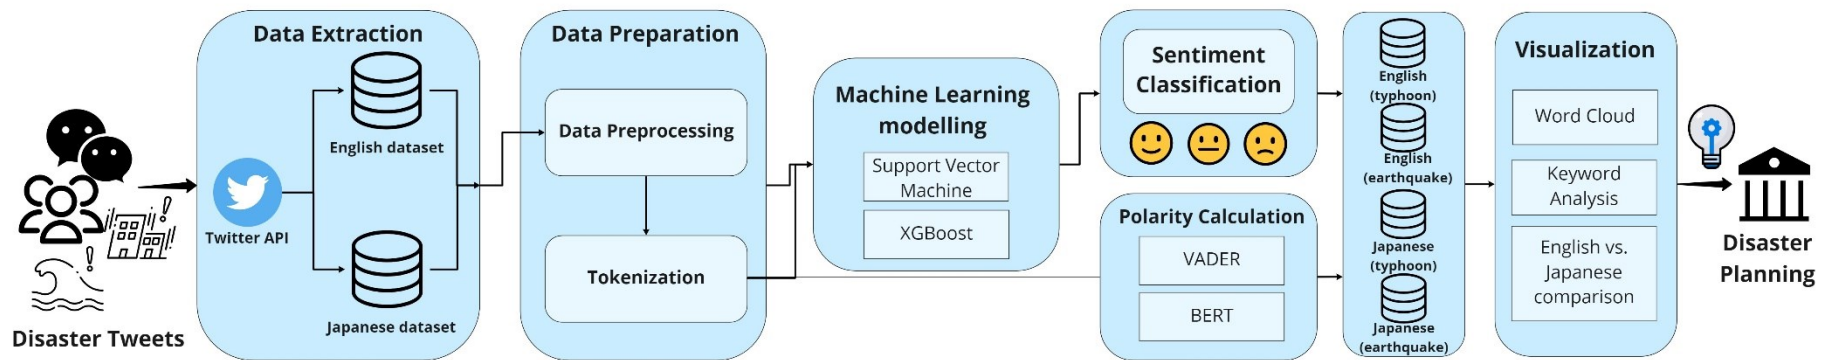 Disaster Tweets
Data Extraction
Twitter API
English dataset
Japanese dataset
Data Preparation
Data Preprocessing
Tokenization
Machine Learning
modelling
Support Vector
Machine
XGBoost
Sentiment
Classification
Polarity Calculation
VADER
BERT
English
(typhoon)
English
(earthquake)
Japanese
(typhoon)
Japanese
(earthquake)
Visualization
Word Cloud
Keyword
Analysis
English vs.
Japanese
comparison
Disaster
Planning